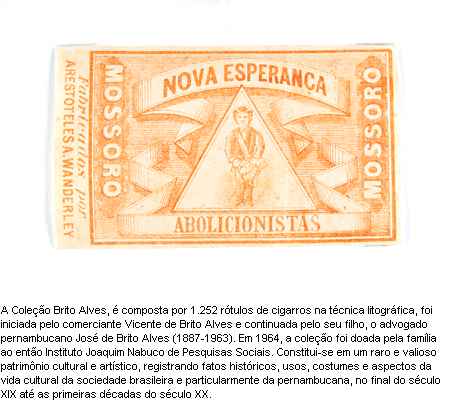 Fabricados por
ARESTOTELES A. WANDERLEY
MOSSORÓ
NOVA ESPERANÇA
ABOLICIONISTAS
MOSSORO
A Coleção Brito Alves, é composta por 1.252 rótulos de cigarros na técnica litográfica, foi
iniciada pelo comerciante Vicente de Brito Alves e continuada pelo seu filho, o advogado
pernambucano José de Brito Alves (1887-1963). Em 1964, a coleção foi doada pela família
ao então Instituto Joaquim Nabuco de Pesquisas Sociais. Constitui-se em um raro e valioso
patrimônio cultural e artístico, registrando fatos históricos, usos, costumes e aspectos da
vida cultural da sociedade brasileira e particularmente da pernambucana, no final do século
XIX até as primeiras décadas do século XX.